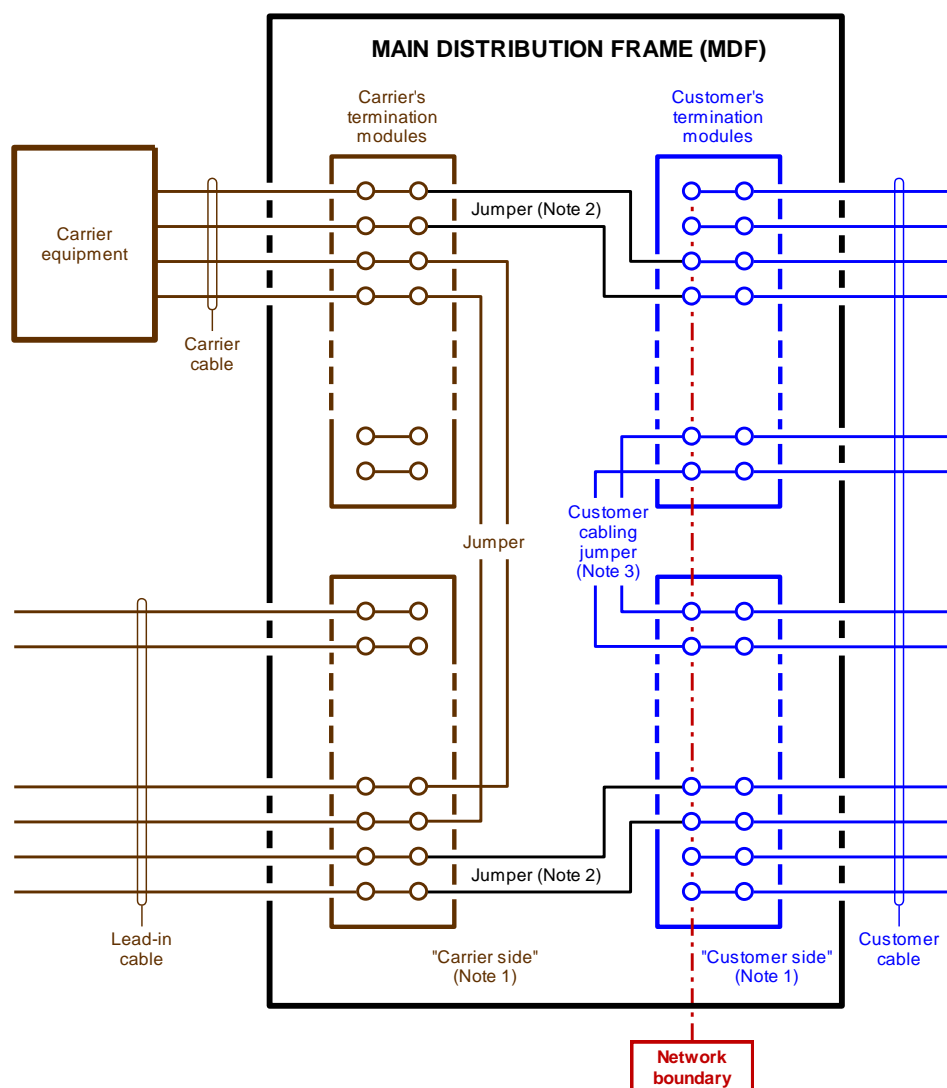 MAIN DISTRIBUTION FRAME (MDF)
Carrier's
termination
modules
Customer's
termination
modules
Carrier
equipment
Jumper (Note 2)
Carrier
cable
Jumper
Customer
cabling
jumper
(Note 3)
Jumper (Note 2)
Lead-in
cable
"Carrier side"
(Note 1)
"Customer side"
(Note 1)
Customer
cable
Network
boundary